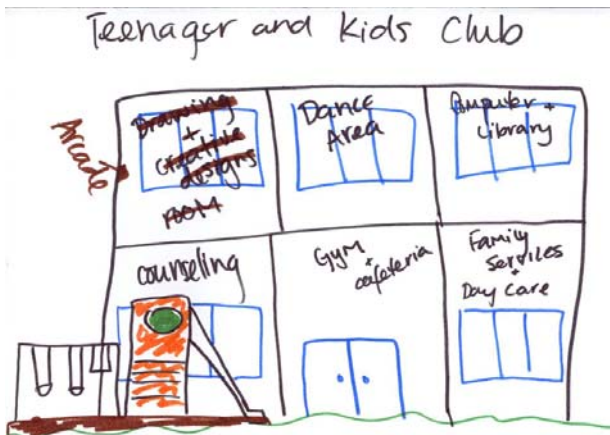 Teenager and Kids Club
Arcade
Drawing
+
Creative
designs
room
Dance
Area
Computer +
Library
counseling
Gym
+
cafeteria
Family
Services
+
Day Care